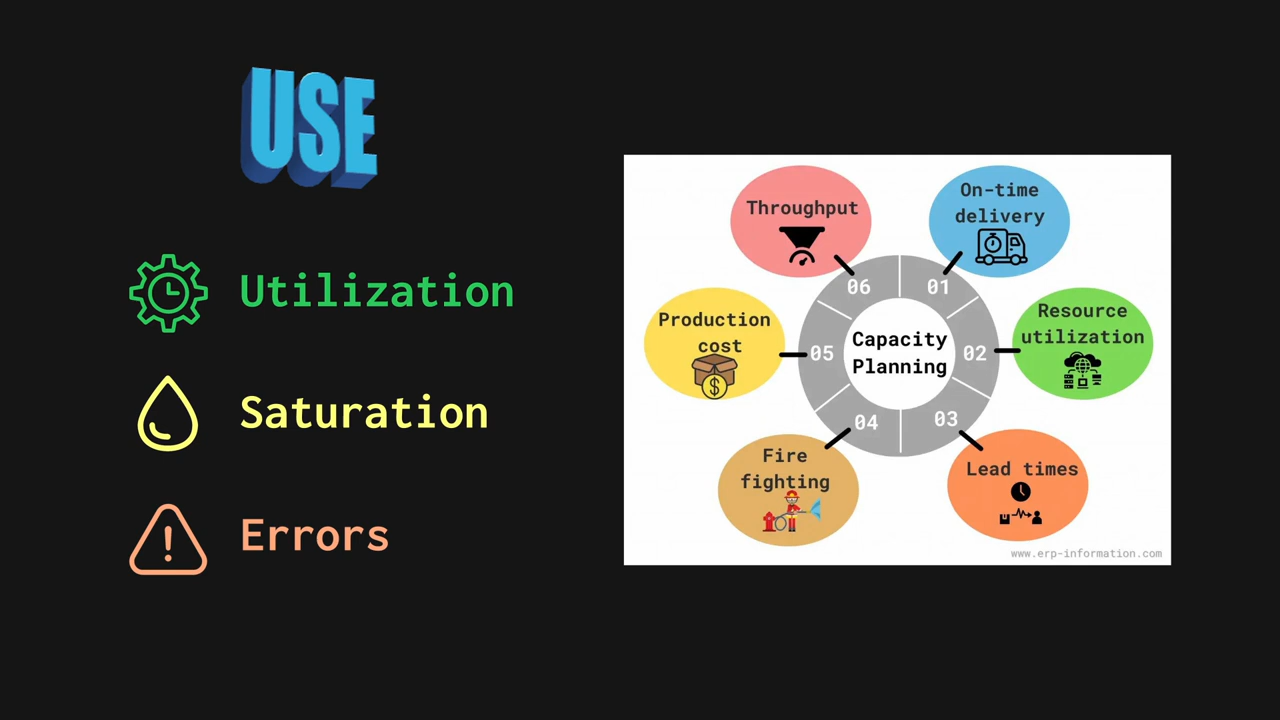 USE
Utilization
Saturation
Errors
Throughput
On-time
delivery
06
01
Production
cost
05
Capacity
Planning
02
Resource
utilization
04
03
Fire
fighting
Lead times
$
www.erp-information.com